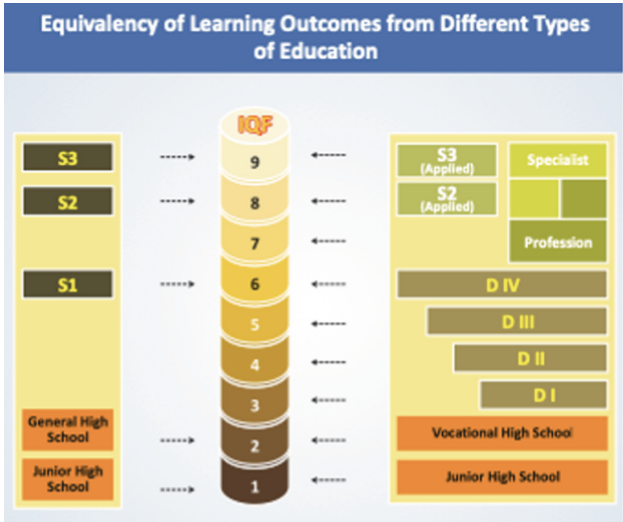 Equivalency of Learning Outcomes from Different Types
of Education
IQF
S3
S2
S1
General High
School
Junior High
School
9
8
7
6
5
4
3
2
1
S3
(Applied)
S2
(Applied)
Specialist
Profession
D IV
D III
D II
D I
Vocational High School
Junior High School